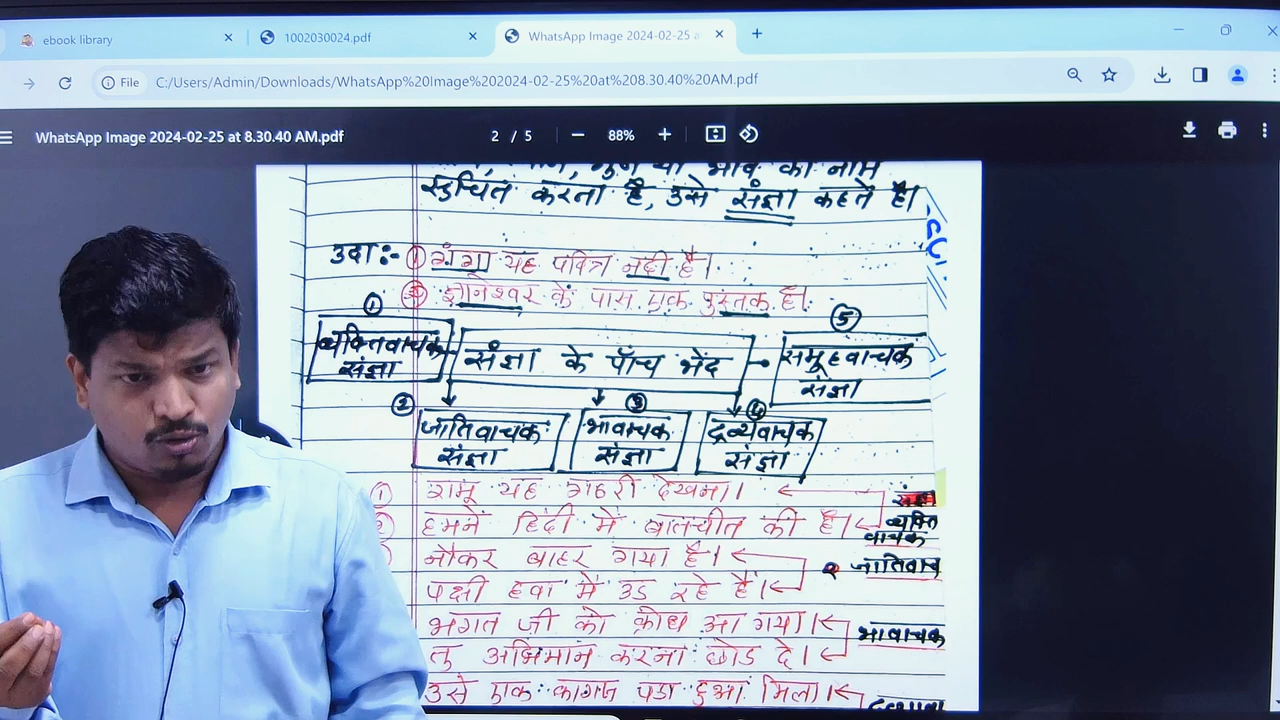 ebook library
1002030024.pdf
WhatsApp Image 2024-02-25 a
File
C:/Users/Admin/Downloads/WhatsApp%20Image%202024-02-25%20at%208.30.40%20AM.pdf
WhatsApp Image 2024-02-25 at 8.30.40 AM.pdf
2 / 5
88%
या भाव का नाम
सुचित करता है, उसे संज्ञा कहते है।
उदा :- ① गंगा यह पवित्र नदी है।
② ज्ञानेश्वर के पास एक पुस्तक है।
① व्यक्तिवाचक संज्ञा
संज्ञा के पाँच भेंद
⑤ समूहवाचक संज्ञा
② जातिवाचक संज्ञा
③ भावाचक संज्ञा
④ द्रव्यवाचक संज्ञा
① रामू यह गठरी देखना।
हमनें हिंदी में बातचीत की है।
व्यक्ति वाचक
नौकर बाहर गया है।
पक्षी हवा में उड रहे हैं।
२ जातिवाच
भगत जी को क्रोध आ गया।
तु अभिमान करना छोड दे।
भावाचक
उसे एक कागज पडा हुआ मिला।